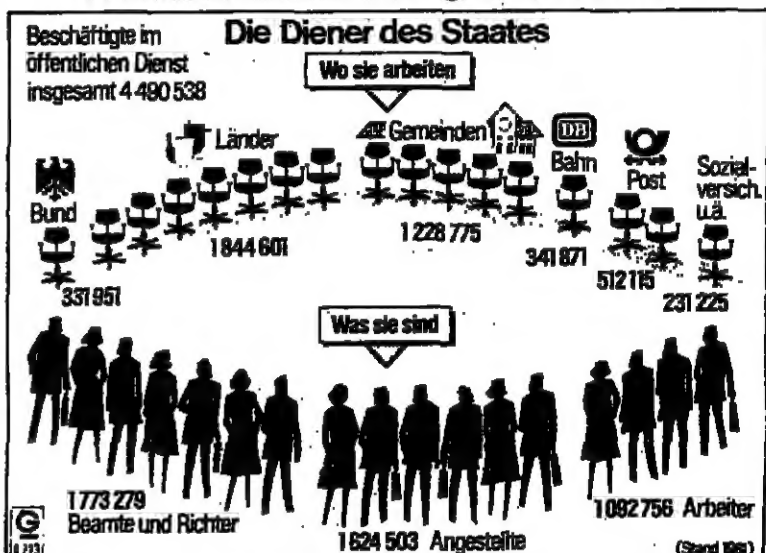 Die Diener des Staates
Beschäftigte im
öffentlichen Dienst
insgesamt 4 490 538
Wo sie arbeiten
Bund
331 951
Länder
1 844 601
Gemeinden
1 228 775
DB
Bahn
341 871
Post
512 115
Sozial-
versich.
u.ä.
231 225
Was sie sind
1 773 279
Beamte und Richter
1 624 503 Angestellte
1 092 756 Arbeiter
G
(Stand